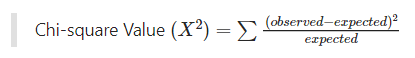 Chi-square Value (X²) = ∑ (observed−expected)² / expected